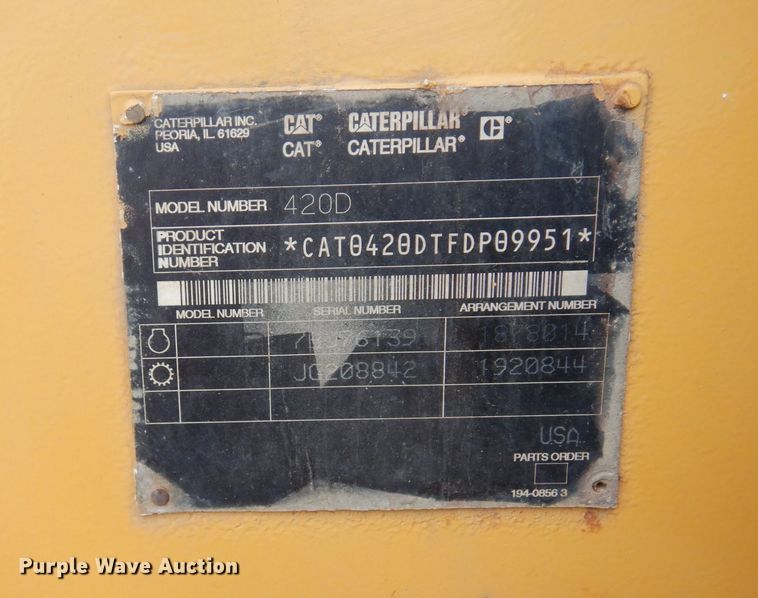 CATERPILLAR INC.
PEORIA, IL. 61629
USA
CAT® CATERPILLAR® C®
CAT® CATERPILLAR®
MODEL NUMBER 420D
PRODUCT
IDENTIFICATION
NUMBER
*CAT0420DTFDP09951*
MODEL NUMBER SERIAL NUMBER ARRANGEMENT NUMBER
JC208842 1920844
USA
PARTS ORDER
194-0856 3
Purple Wave Auction